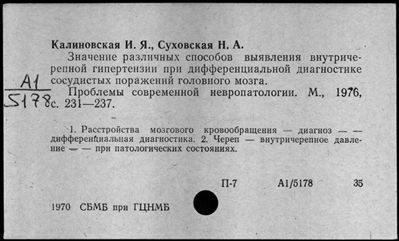 Калиновская И. Я., Суховская Н. А.
Значение различных способов выявления внутриче-
репной гипертензии при дифференциальной диагностике
сосудистых поражений головного мозга.
А1
5178
Проблемы современной невропатологии. М., 1976,
с. 231—237.
1. Расстройства мозгового кровообращения — диагноз — —
дифференциальная диагностика. 2. Череп — внутричерепное давле-
ние — — при патологических состояниях.
П-7 А1/5178 35
1970 СБМБ при ГЦНМБ